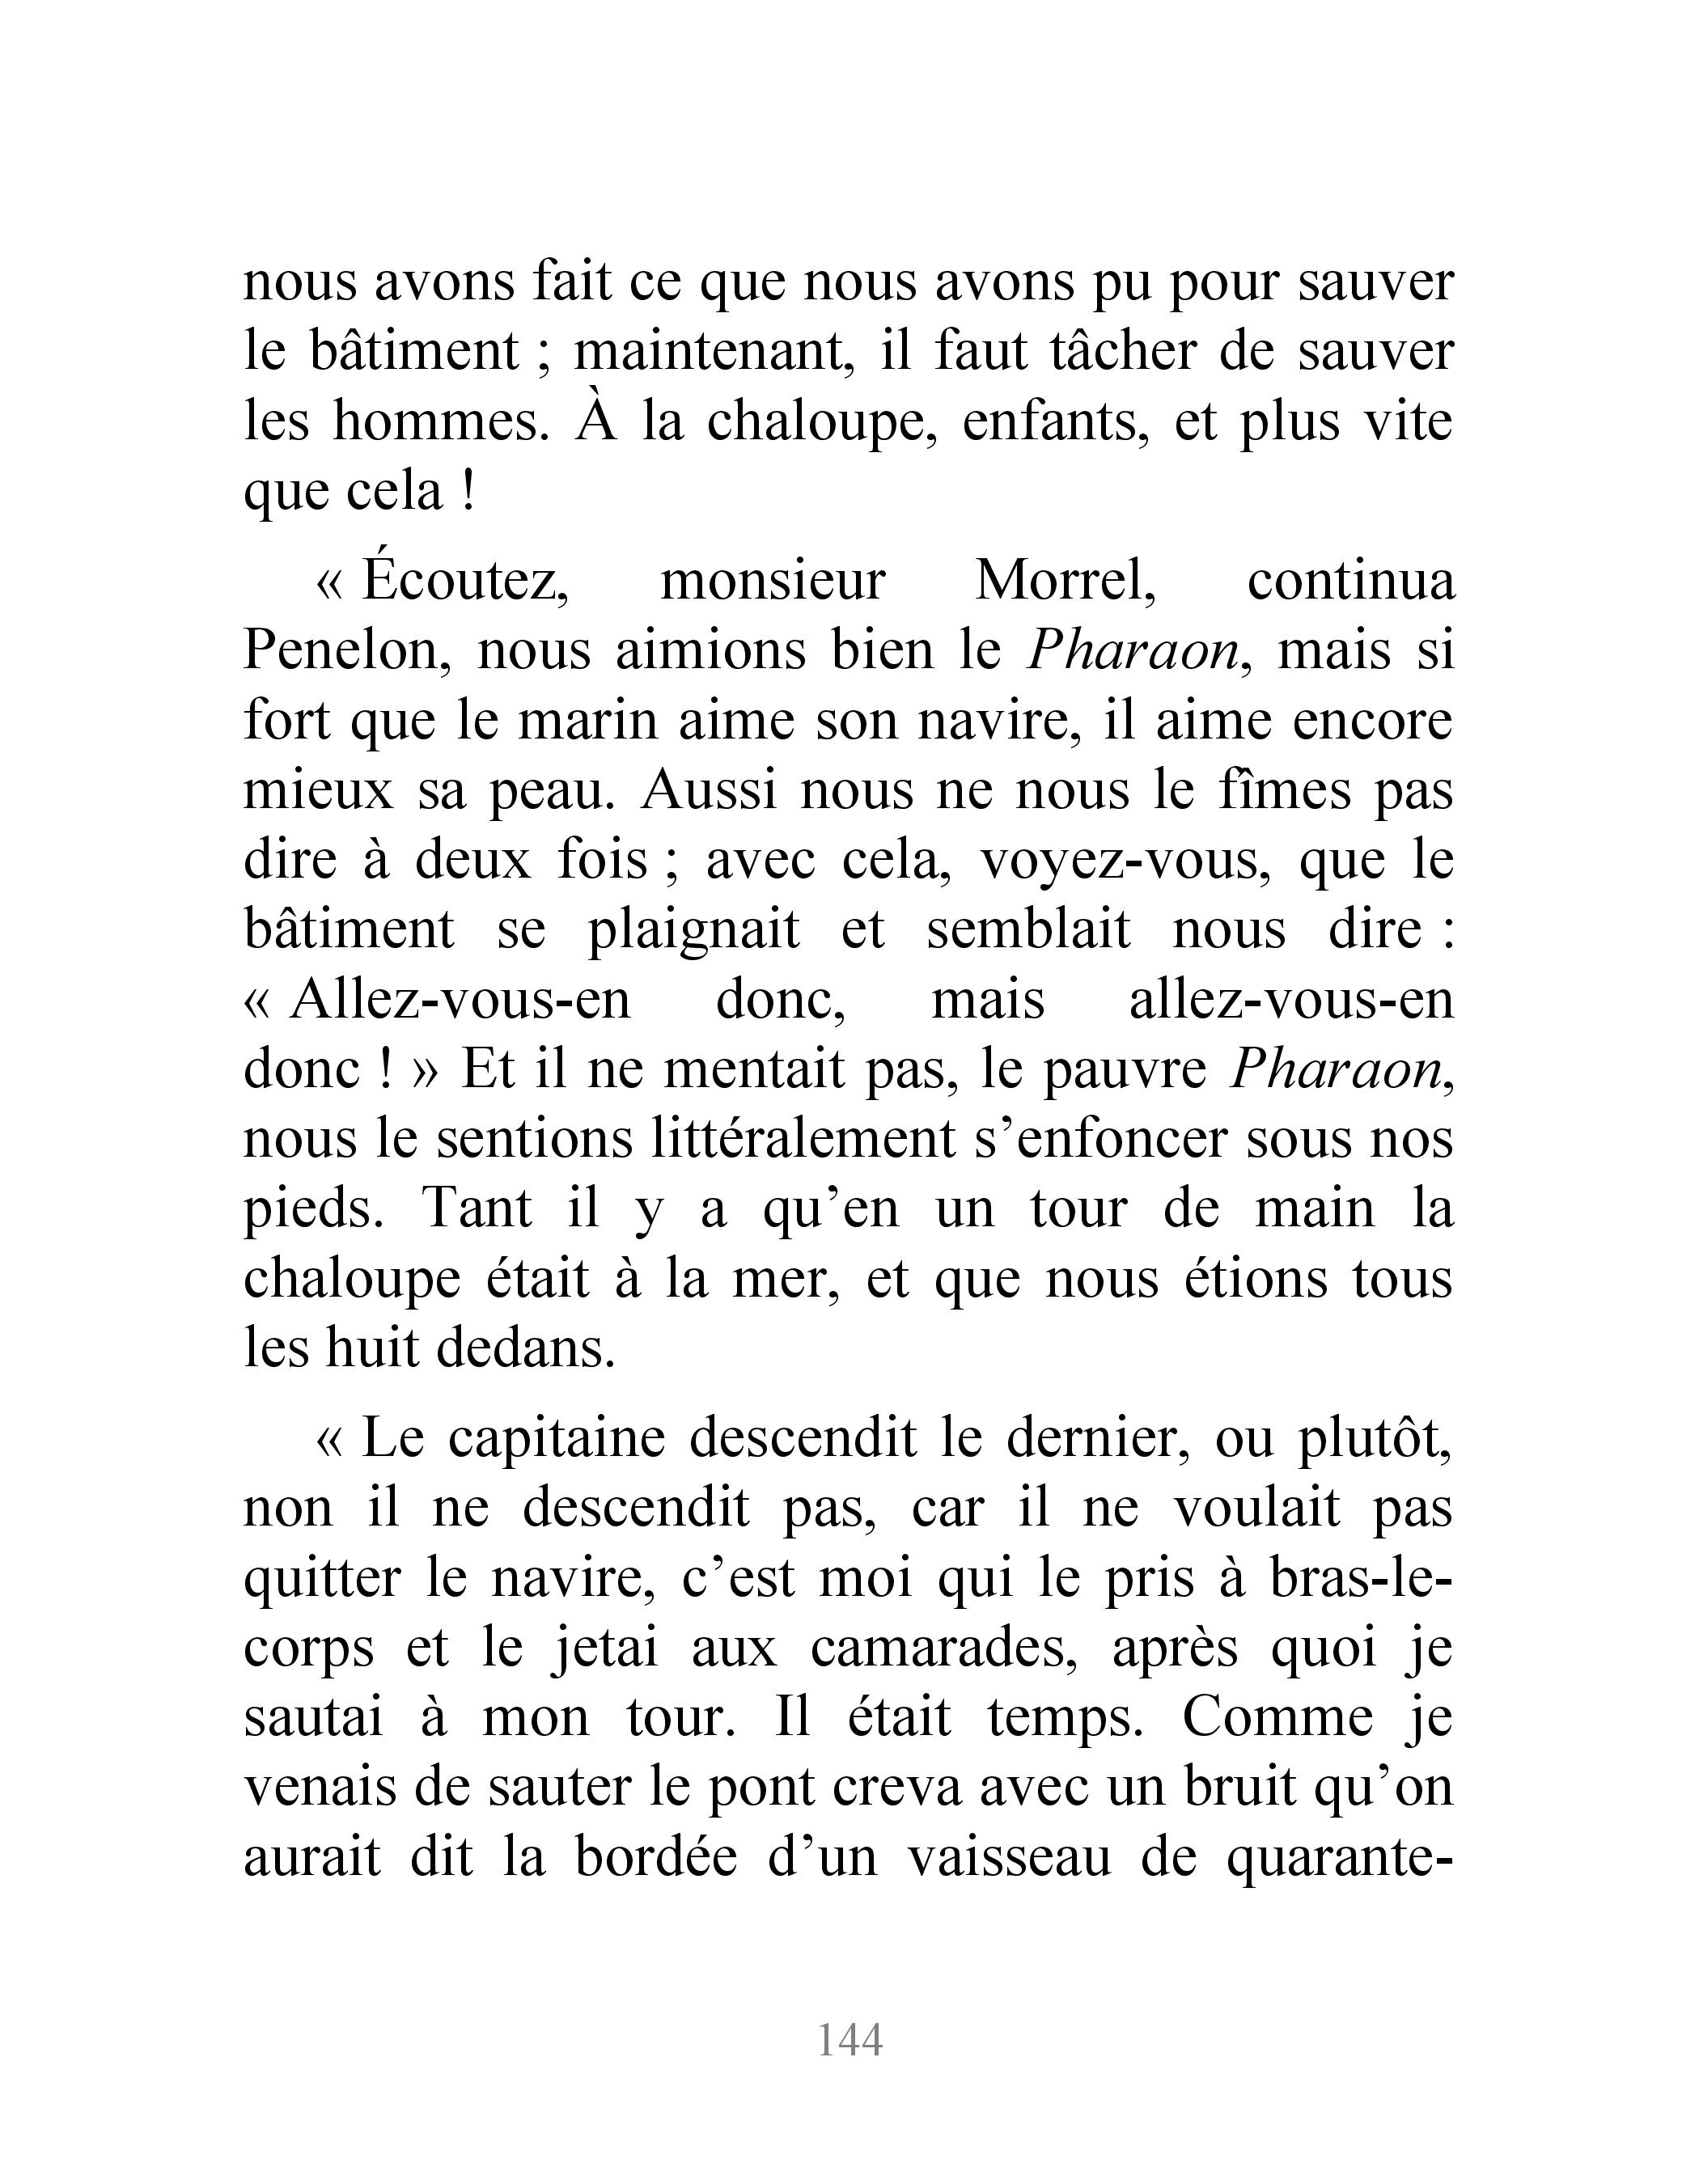 nous avons fait ce que nous avons pu pour sauver
le bâtiment ; maintenant, il faut tâcher de sauver
les hommes. À la chaloupe, enfants, et plus vite
que cela !
« Écoutez, monsieur Morrel, continua
Penelon, nous aimions bien le Pharaon, mais si
fort que le marin aime son navire, il aime encore
mieux sa peau. Aussi nous ne nous le fîmes pas
dire à deux fois ; avec cela, voyez-vous, que le
bâtiment se plaignait et semblait nous dire :
« Allez-vous-en donc, mais allez-vous-en
donc ! » Et il ne mentait pas, le pauvre Pharaon,
nous le sentions littéralement s’enfoncer sous nos
pieds. Tant il y a qu’en un tour de main la
chaloupe était à la mer, et que nous étions tous
les huit dedans.
« Le capitaine descendit le dernier, ou plutôt,
non il ne descendit pas, car il ne voulait pas
quitter le navire, c’est moi qui le pris à bras-le-
corps et le jetai aux camarades, après quoi je
sautai à mon tour. Il était temps. Comme je
venais de sauter le pont creva avec un bruit qu’on
aurait dit la bordée d’un vaisseau de quarante-
144